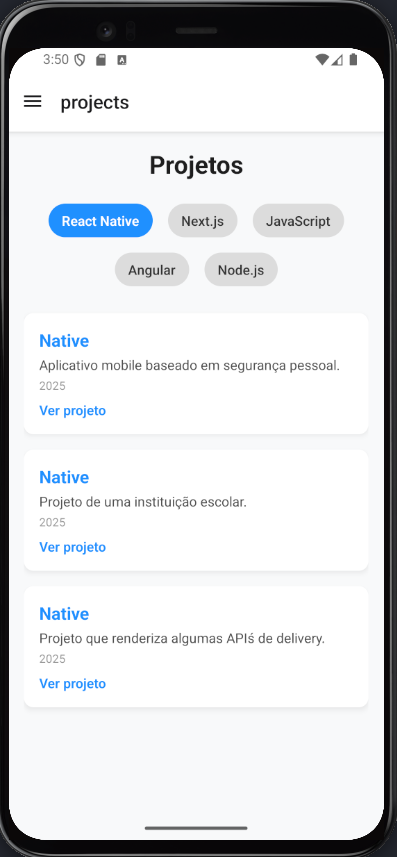 3:50
projects
Projetos
React Native Next.js JavaScript
Angular Node.js
Native
Aplicativo mobile baseado em segurança pessoal.
2025
Ver projeto
Native
Projeto de uma instituição escolar.
2025
Ver projeto
Native
Projeto que renderiza algumas APIś de delivery.
2025
Ver projeto